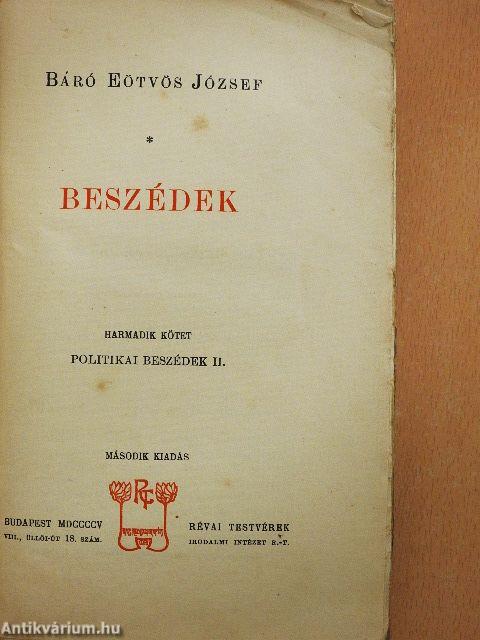 BÁRÓ EÖTVÖS JÓZSEF
*
BESZÉDEK
HARMADIK KÖTET
POLITIKAI BESZÉDEK II.
MÁSODIK KIADÁS
BUDAPEST MDCCCCV
VIII., ÜLLŐI-ÚT 18. SZÁM.
RÉVAI TESTVÉREK
IRODALMI INTÉZET R.-T.
Antikvárium.hu